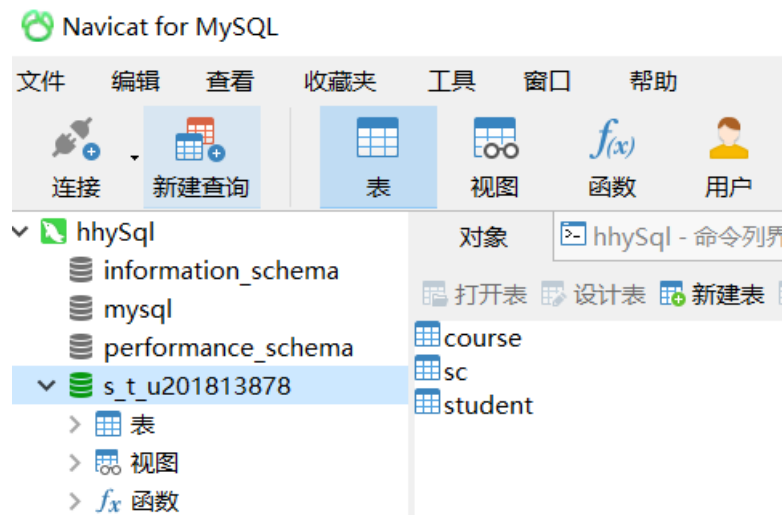 Navicat for MySQL
文件 编辑 查看 收藏夹 工具 窗口 帮助
f(x)
连接 新建查询 表 视图 函数 用户
hhySql
information_schema
mysql
performance_schema
s_t_u201813878
表
视图
fx 函数
对象 hhySql - 命令列界
打开表 设计表 新建表
course
sc
student